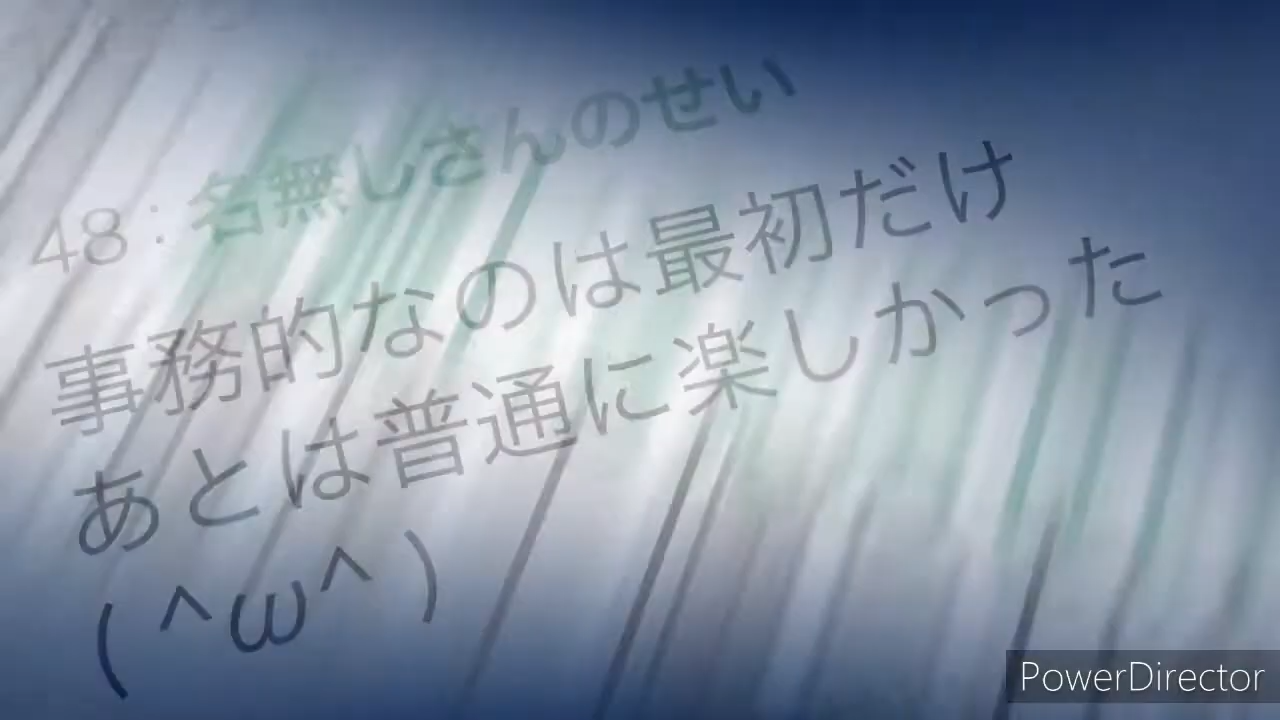 48：名無しさんのせい
事務的なのは最初だけ
あとは普通に楽しかった
(^ω^)
PowerDirector